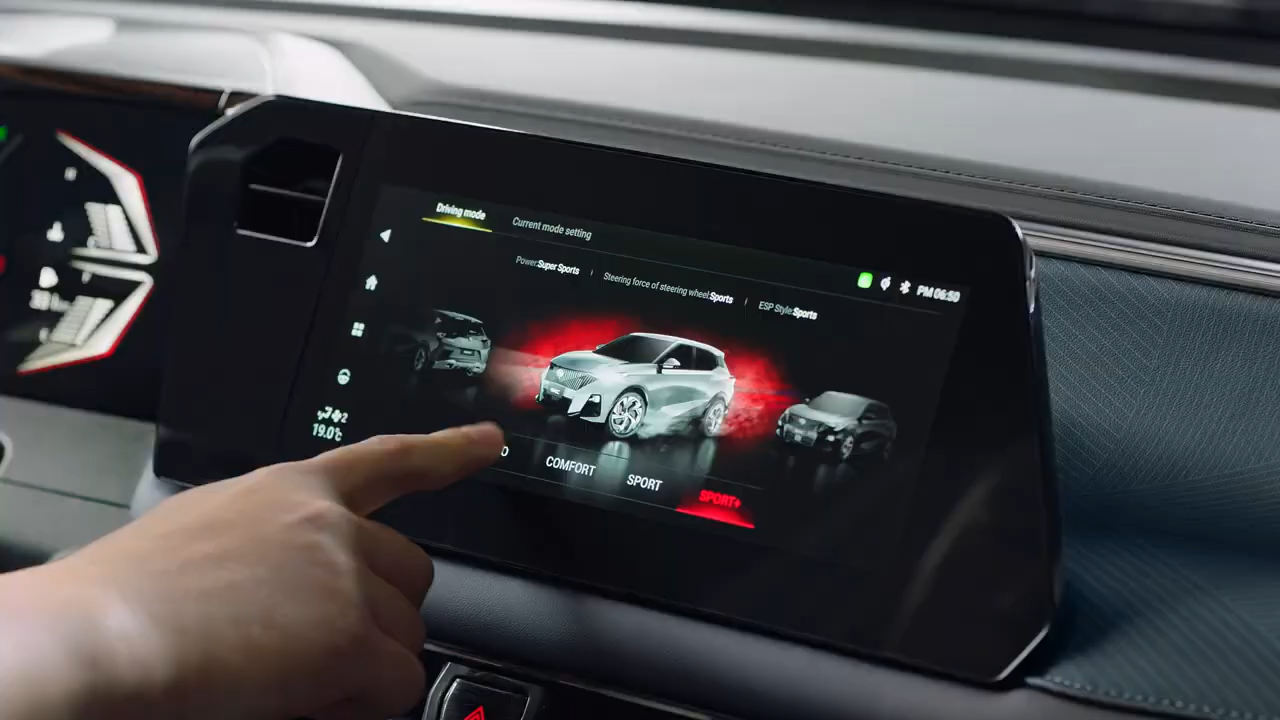 Driving mode
Current mode setting
PM 06:50
Power:Super Sports
Steering force of steering wheel:Sports
ESP Style:Sports
19.0℃
COMFORT
SPORT
SPORT+